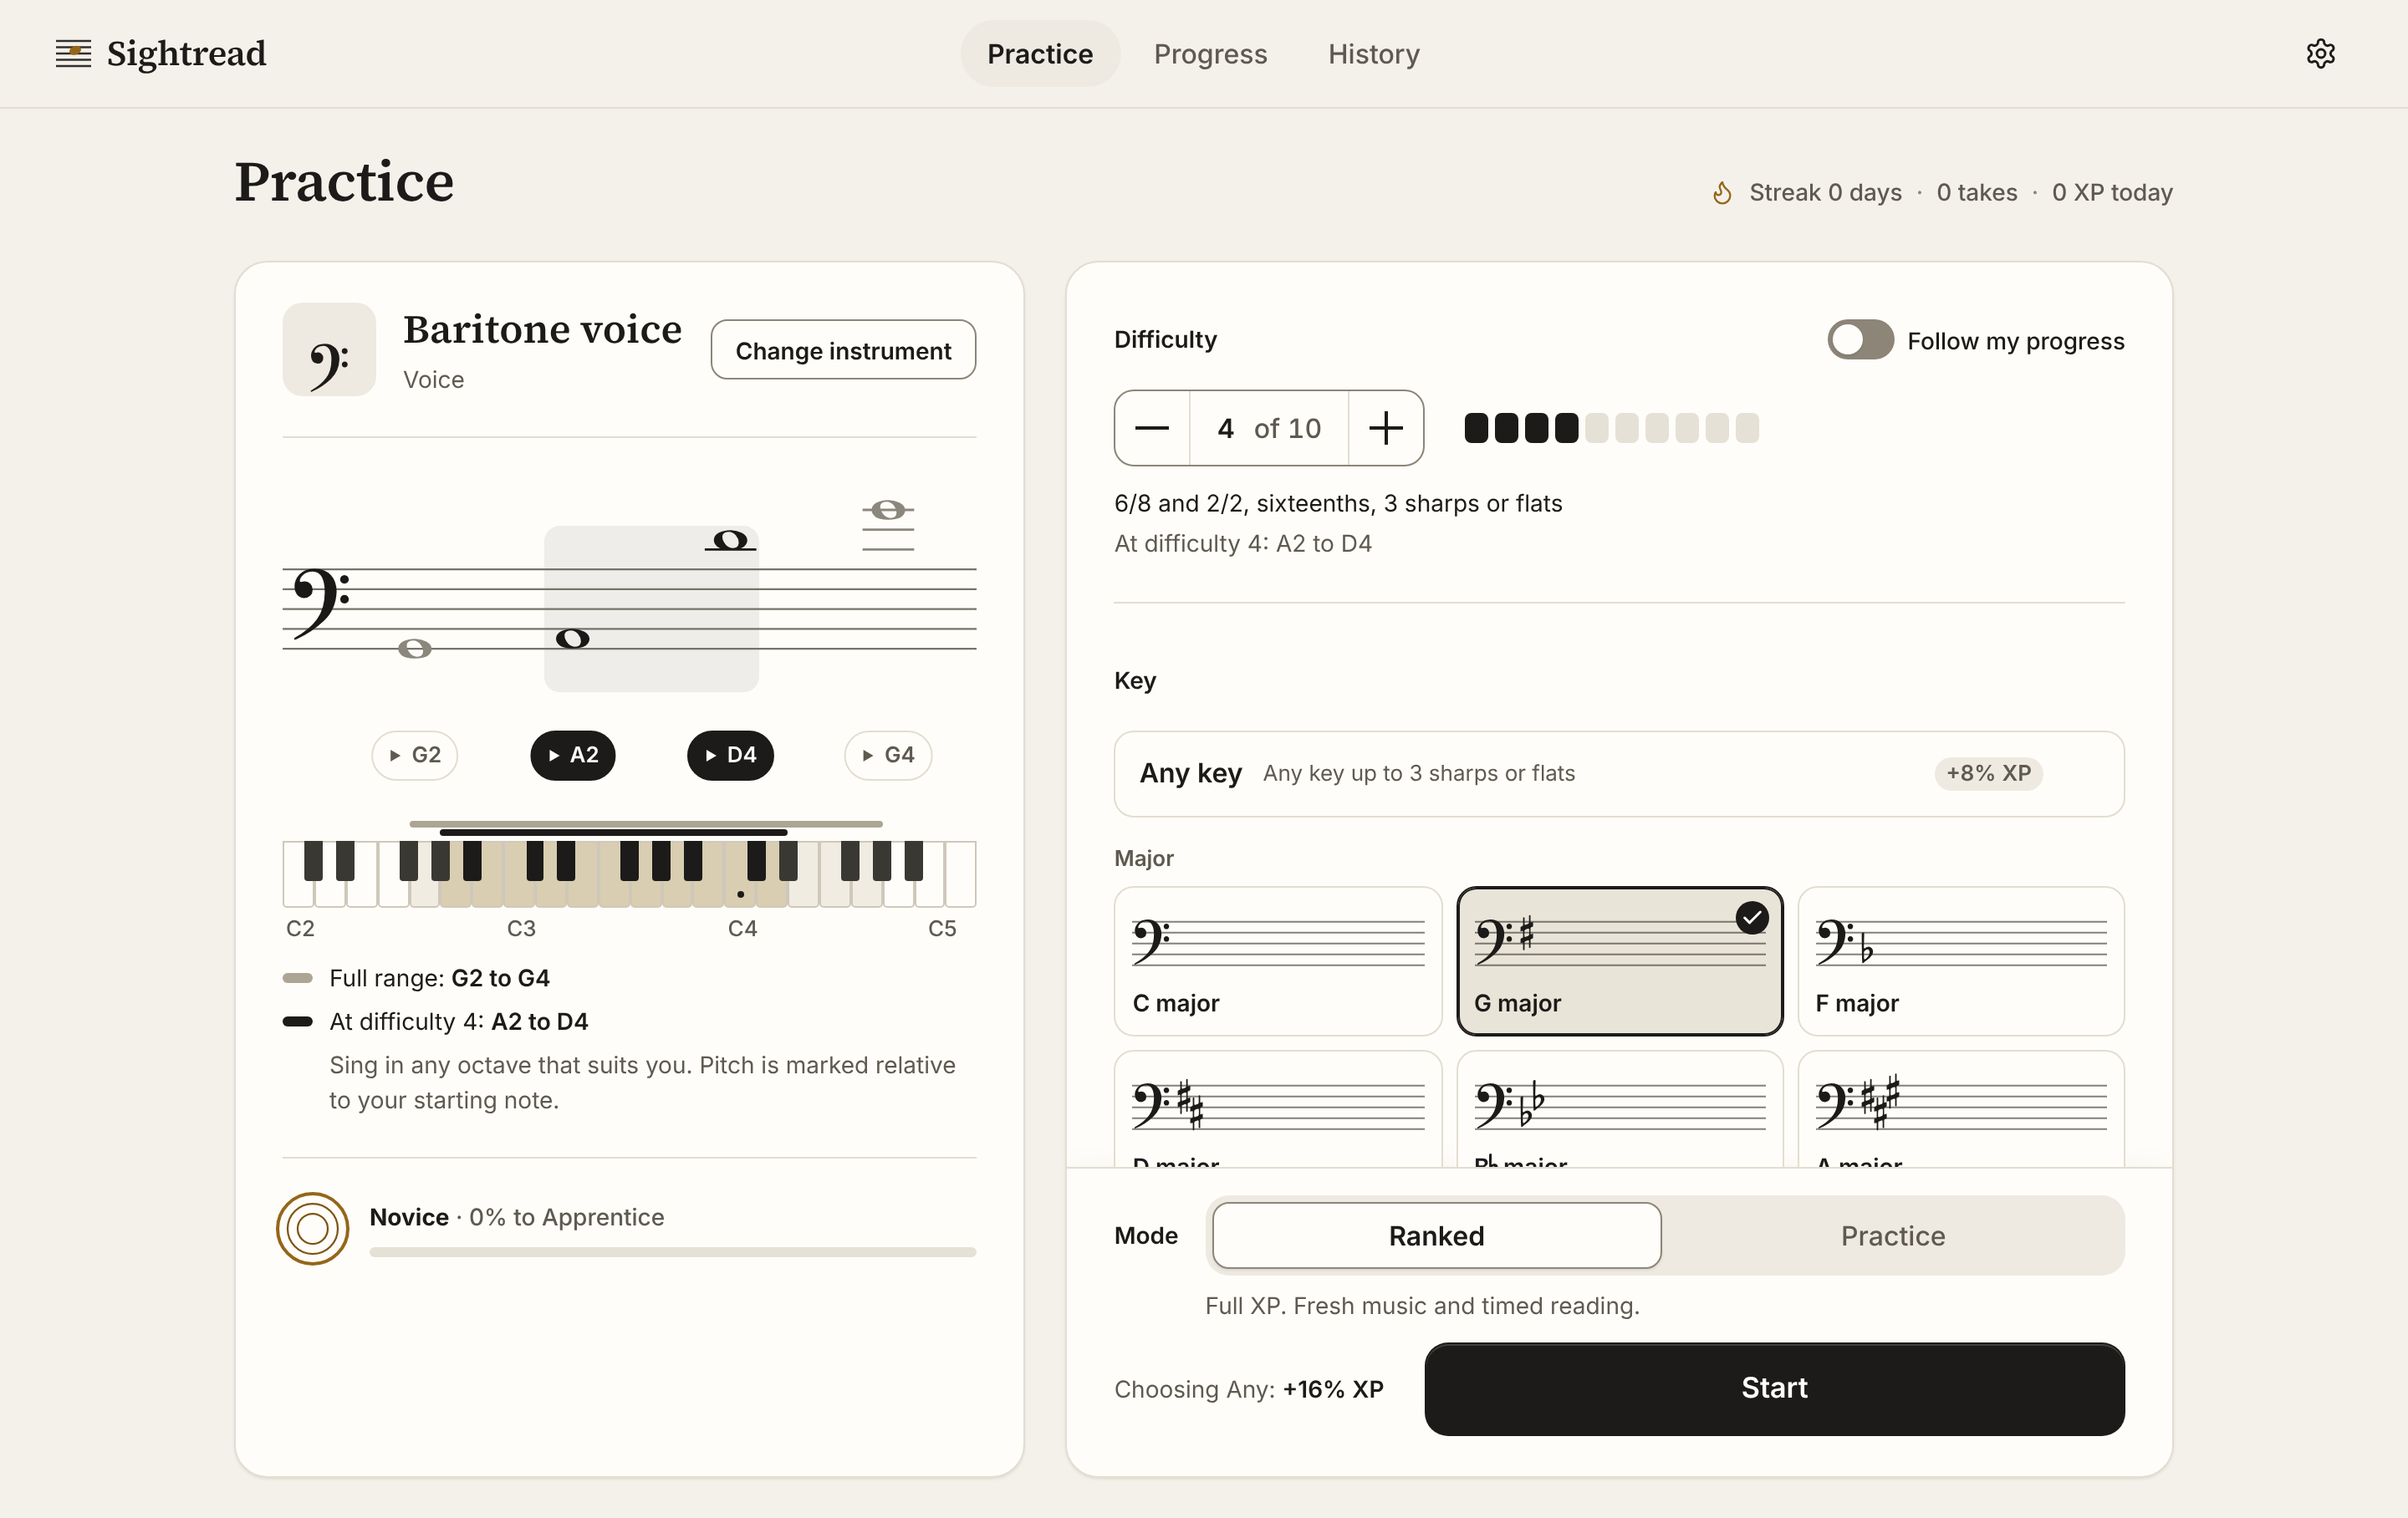 Sightread
Practice
Progress
History
Practice
Streak 0 days · 0 takes · 0 XP today
Baritone voice
Voice
Change instrument
G2
A2
D4
G4
C2
C3
C4
C5
Full range: G2 to G4
At difficulty 4: A2 to D4
Sing in any octave that suits you. Pitch is marked relative
to your starting note.
Novice · 0% to Apprentice
Difficulty
Follow my progress
4 of 10
6/8 and 2/2, sixteenths, 3 sharps or flats
At difficulty 4: A2 to D4
Key
Any key Any key up to 3 sharps or flats +8% XP
Major
C major
G major
F major
D major
B♭ major
A major
Mode
Ranked
Practice
Full XP. Fresh music and timed reading.
Choosing Any: +16% XP
Start